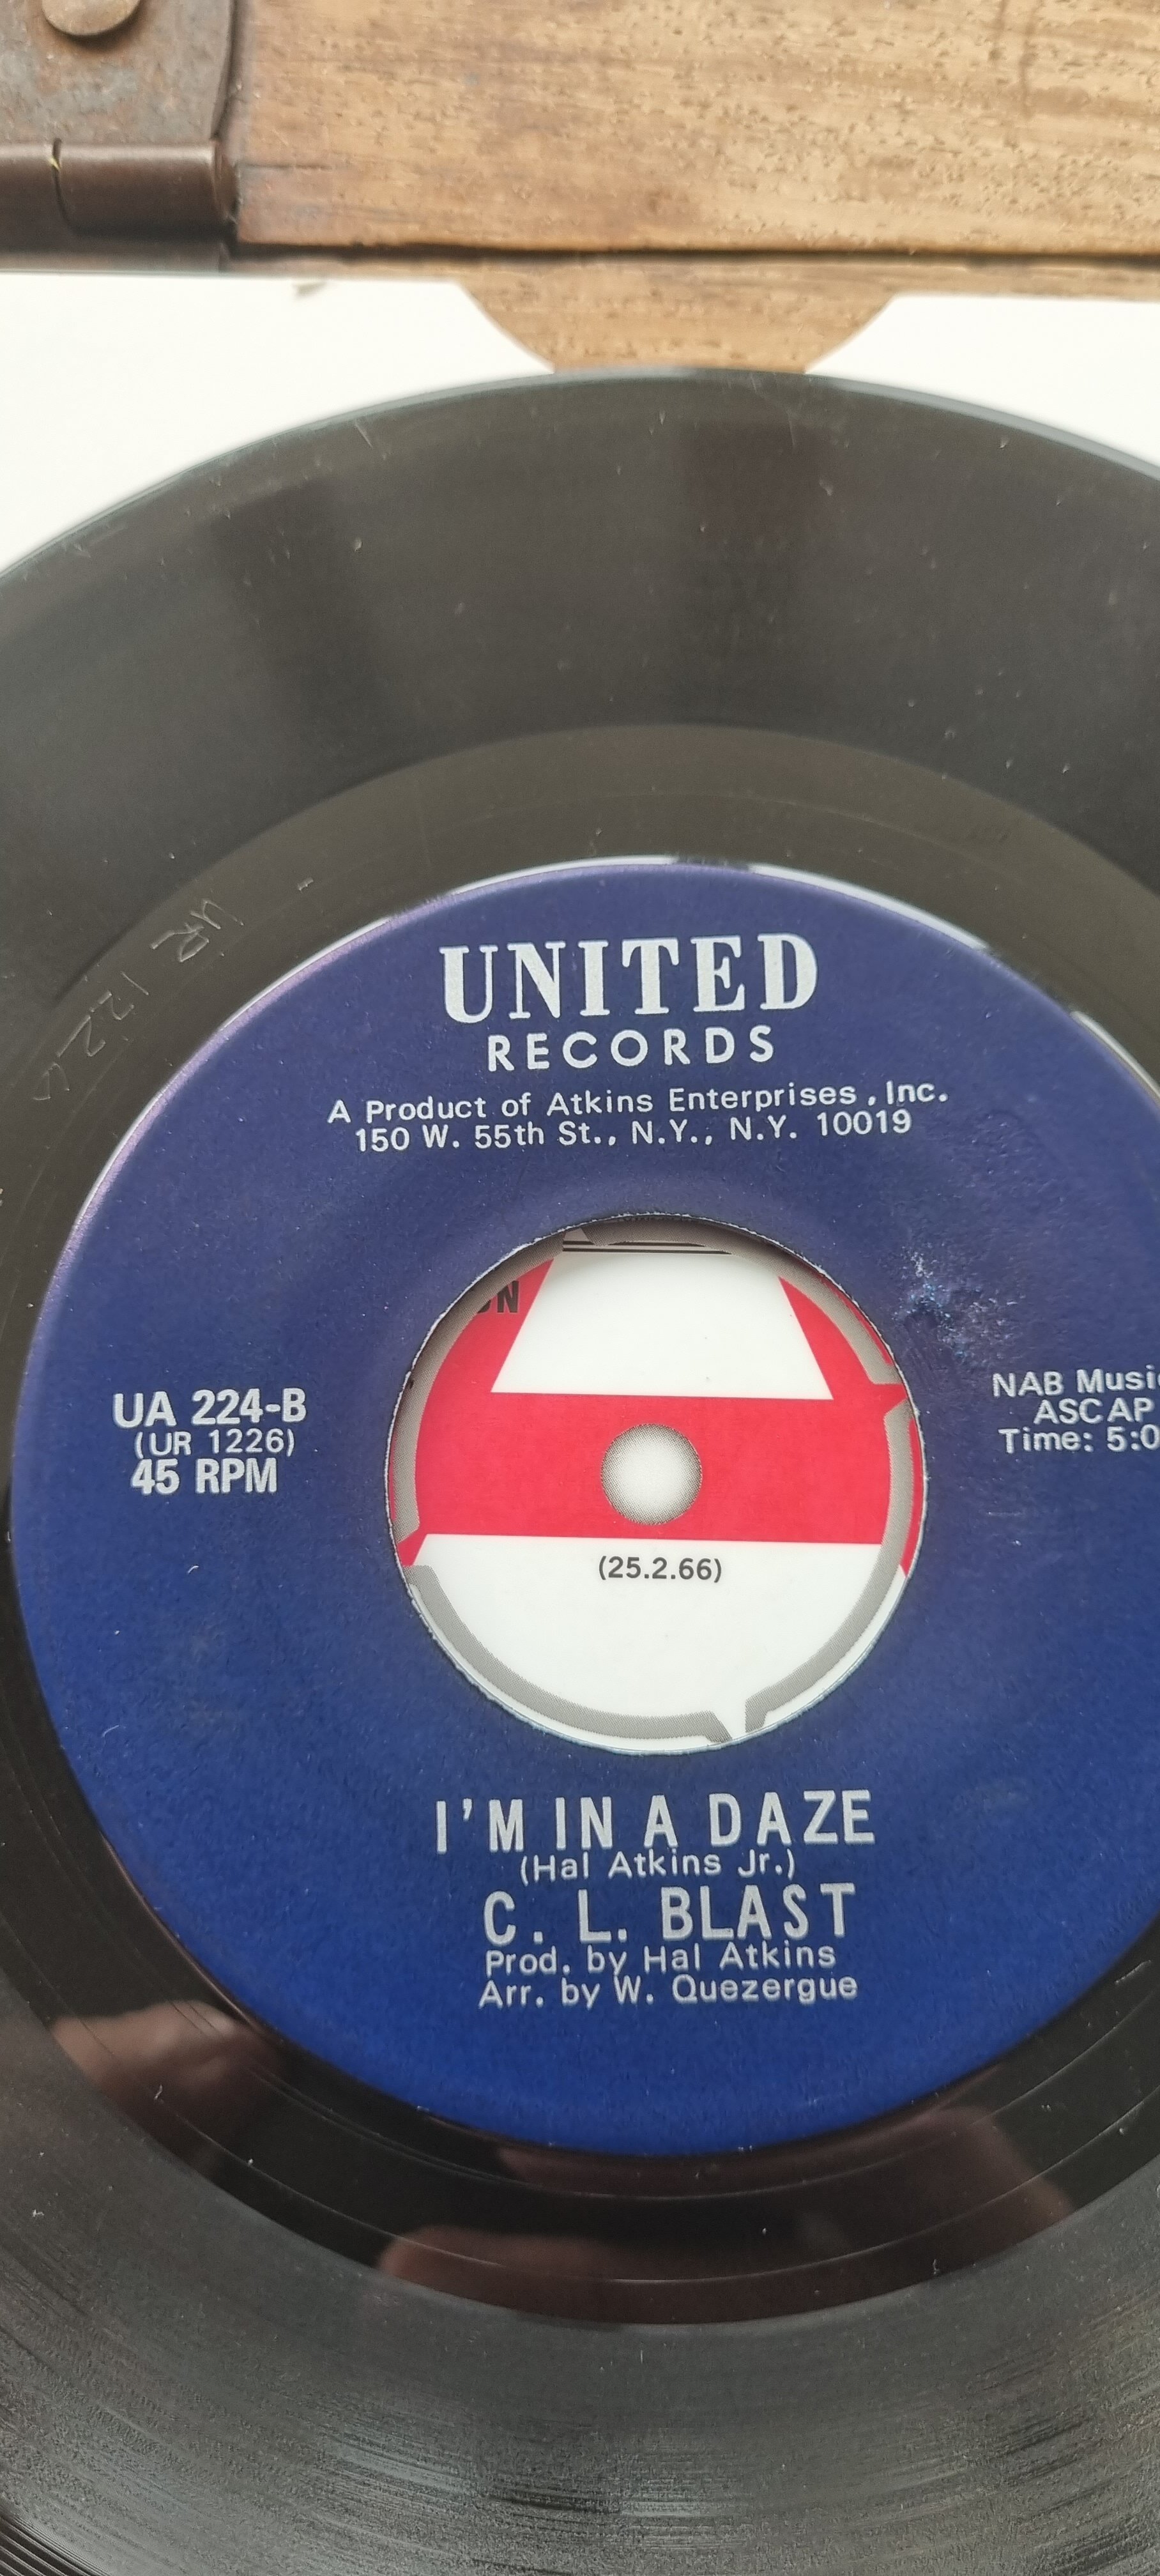 UNITED
RECORDS
A Product of Atkins Enterprises, Inc.
150 W. 55th St., N.Y., N.Y. 10019
UR 122
UA 224-B
(UR 1226)
45 RPM
NAB Musi
ASCAP
Time: 5:0
(25.2.66)
I'M IN A DAZE
(Hal Atkins Jr.)
C. L. BLAST
Prod. by Hal Atkins
Arr. by W. Quezergue